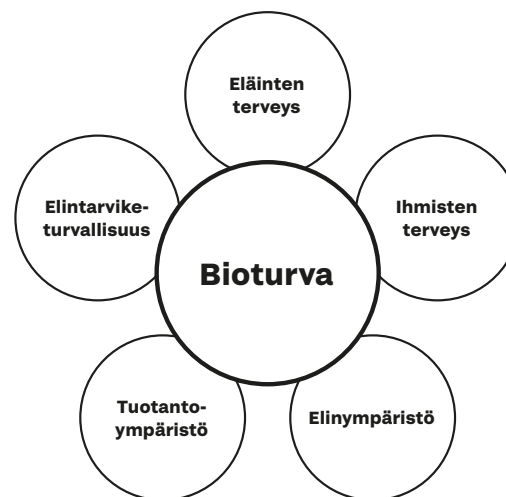 Eläinten
terveys
Elintarvike-
turvallisuus
Ihmisten
terveys
Bioturva
Tuotanto-
ympäristö
Elinympäristö